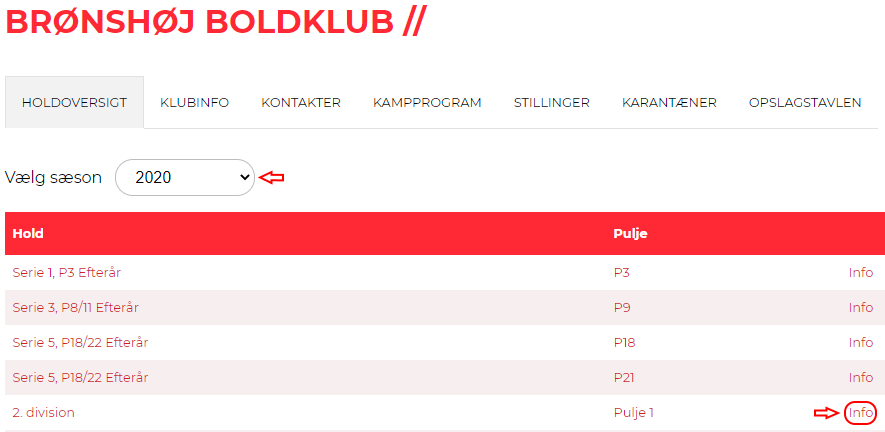 BRØNSHØJ BOLDKLUB //
HOLDOVERSIGT KLUBINFO KONTAKTER KAMPPROGRAM STILLINGER KARANTÆNER OPSLAGSTAVLEN
Vælg sæson 2020
Hold Pulje
Serie 1, P3 Efterår P3 Info
Serie 3, P8/11 Efterår P9 Info
Serie 5, P18/22 Efterår P18 Info
Serie 5, P18/22 Efterår P21 Info
2. division Pulje 1 Info